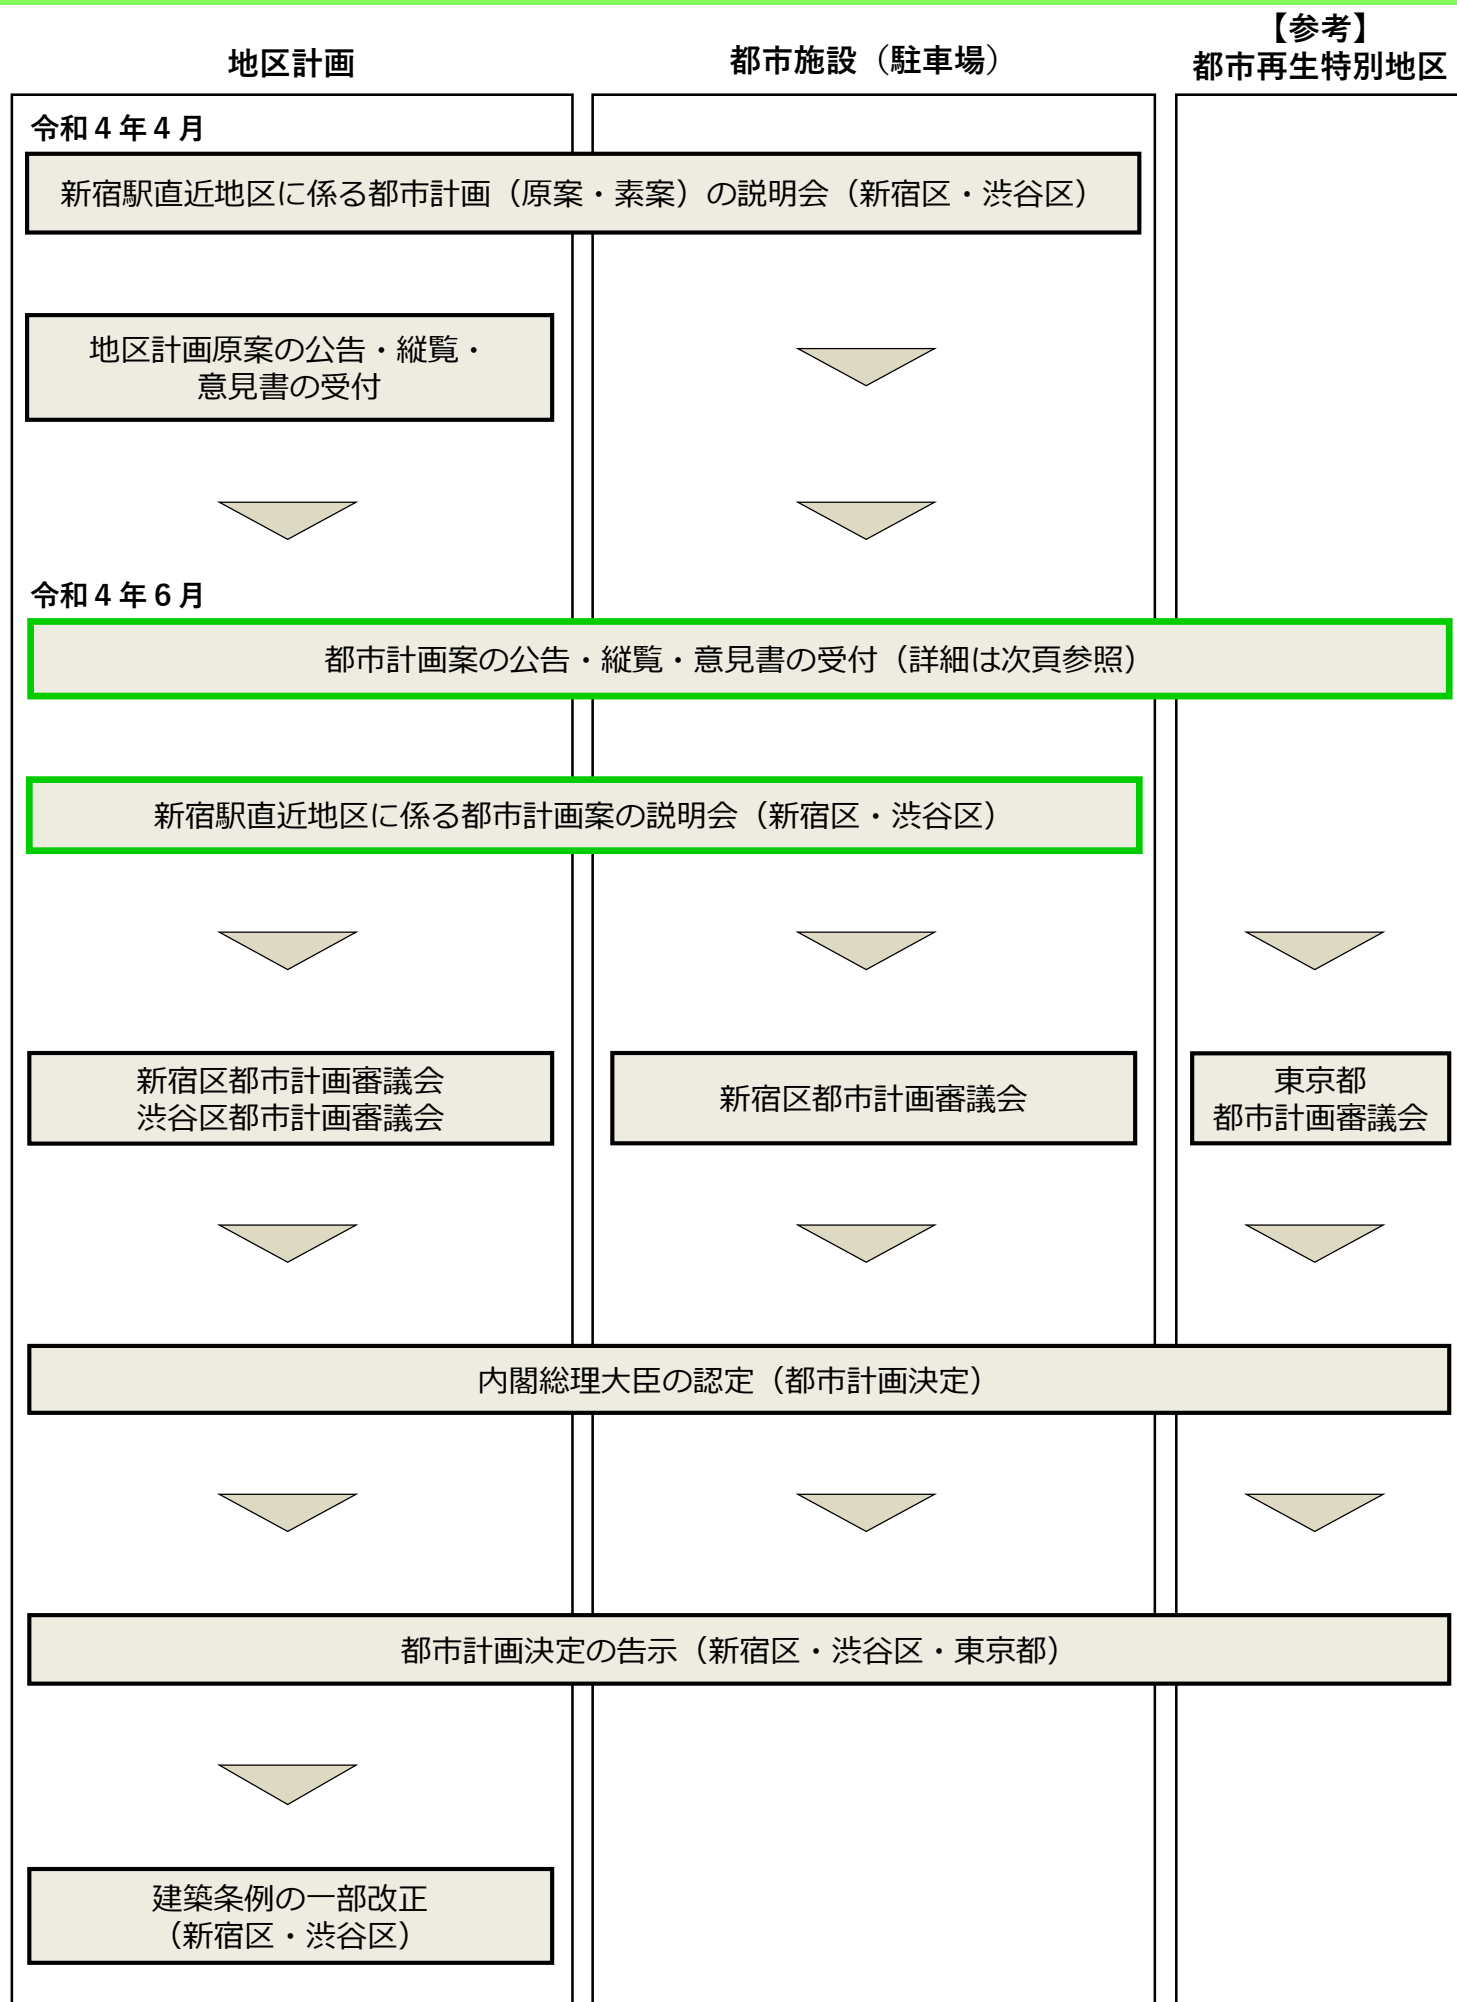 地区計画
都市施設（駐車場）
【参考】
都市再生特別地区
令和４年４月
新宿駅直近地区に係る都市計画（原案・素案）の説明会（新宿区・渋谷区）
地区計画原案の公告・縦覧・
意見書の受付
令和４年６月
都市計画案の公告・縦覧・意見書の受付（詳細は次頁参照）
新宿駅直近地区に係る都市計画案の説明会（新宿区・渋谷区）
新宿区都市計画審議会
渋谷区都市計画審議会
新宿区都市計画審議会
東京都
都市計画審議会
内閣総理大臣の認定（都市計画決定）
都市計画決定の告示（新宿区・渋谷区・東京都）
建築条例の一部改正
（新宿区・渋谷区）